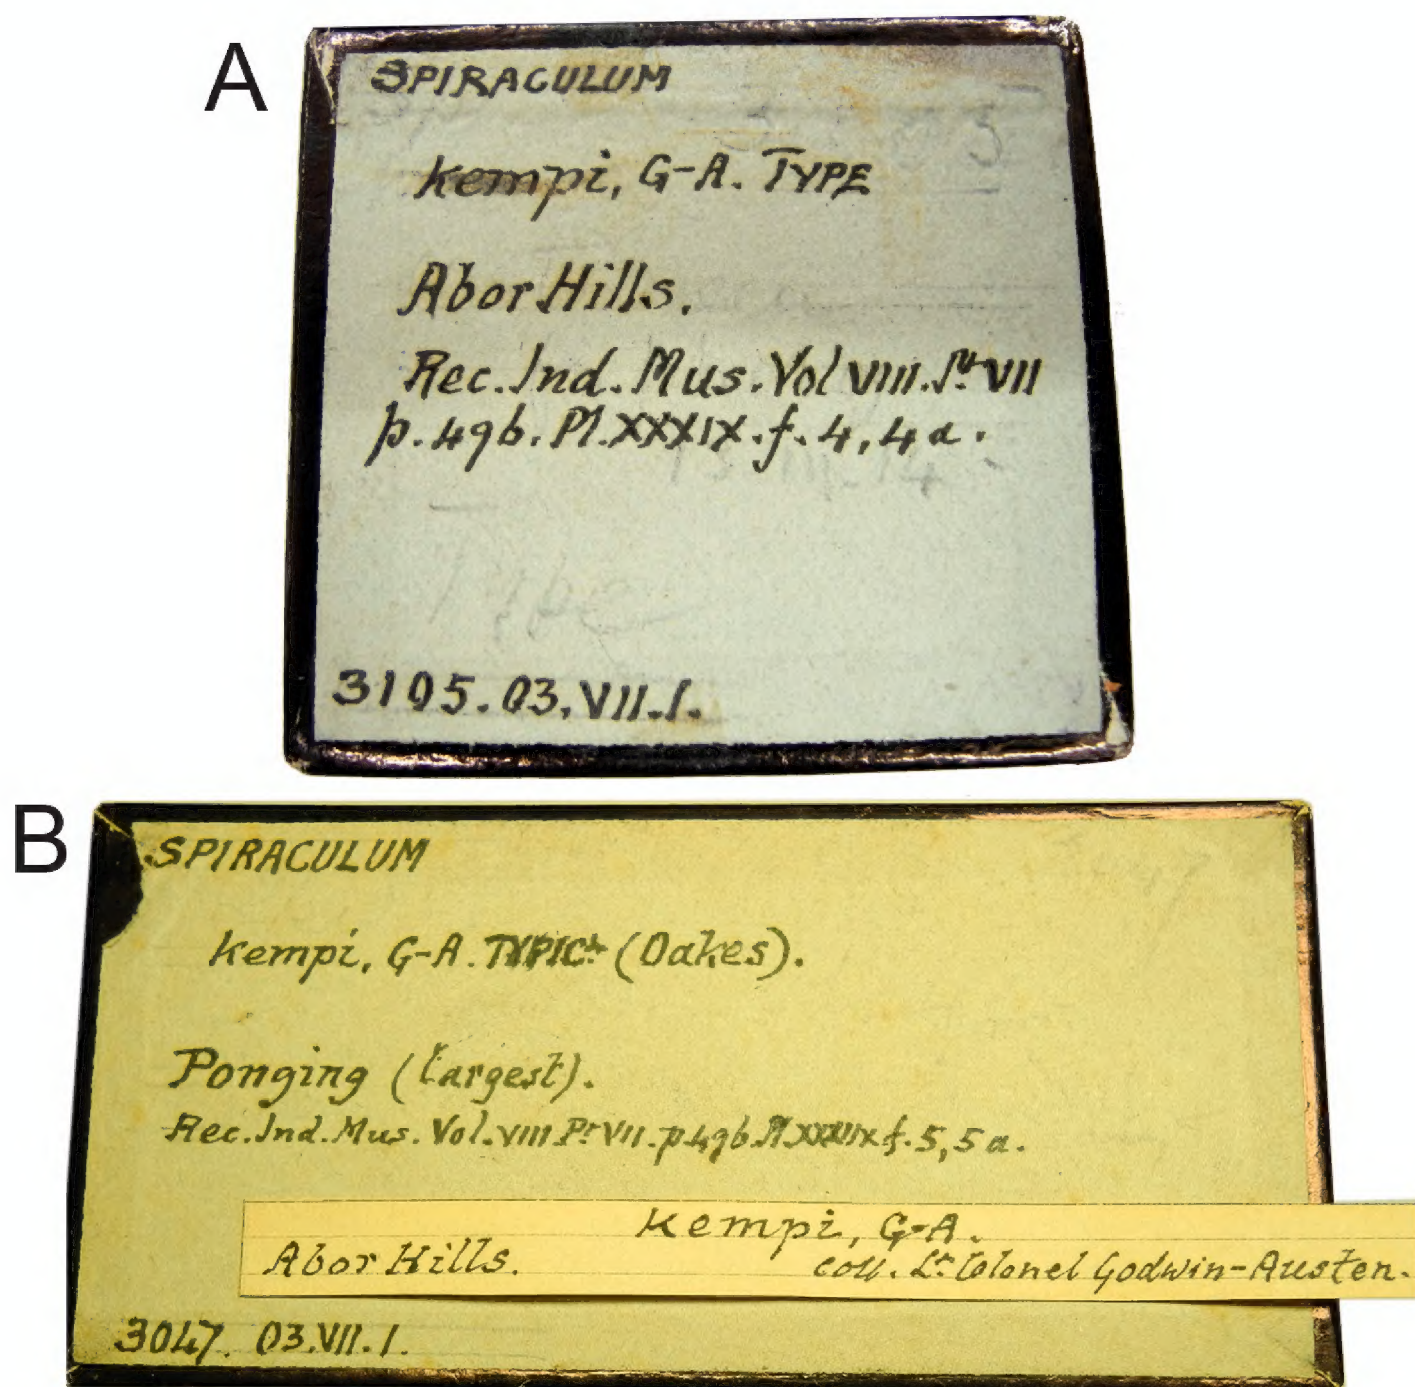 A
SPIRACULUM
kempi, G-A. TYPE
Abor Hills.
Rec. Ind. Mus. Vol VIII. Pt VII
p. 496. Pl. XXXIX. f. 4, 4a.
Type
3105. 03. VII. 1.
B
SPIRACULUM
kempi, G-A. TYPICAL (Oakes).
Ponging (largest).
Rec. Ind. Mus. Vol. VIII Pt VII. p 496 Pl XXXIX f. 5, 5a.
kempi, G-A.
Abor Hills. coll. Lt Colonel Godwin-Austen.
3047. 03. VII. 1.